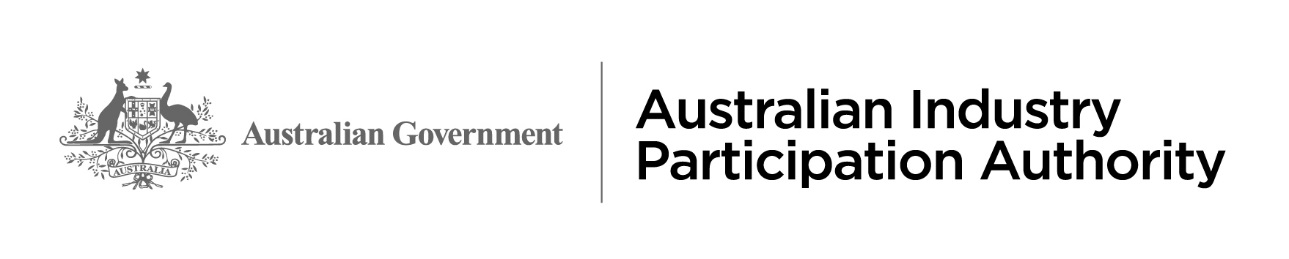 AUSTRALIA
Australian Government
Australian Industry
Participation Authority